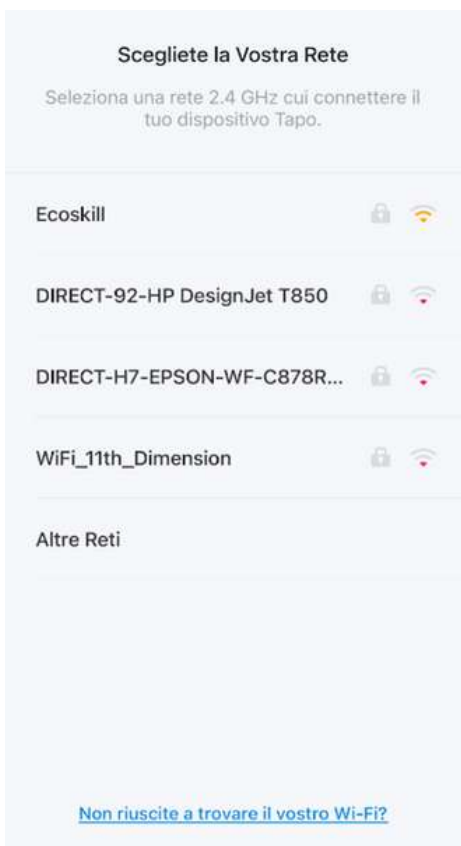 Scegliete la Vostra Rete
Seleziona una rete 2.4 GHz cui connettere il
tuo dispositivo Tapo.
Ecoskill
DIRECT-92-HP DesignJet T850
DIRECT-H7-EPSON-WF-C878R...
WiFi_11th_Dimension
Altre Reti
Non riuscite a trovare il vostro Wi-Fi?